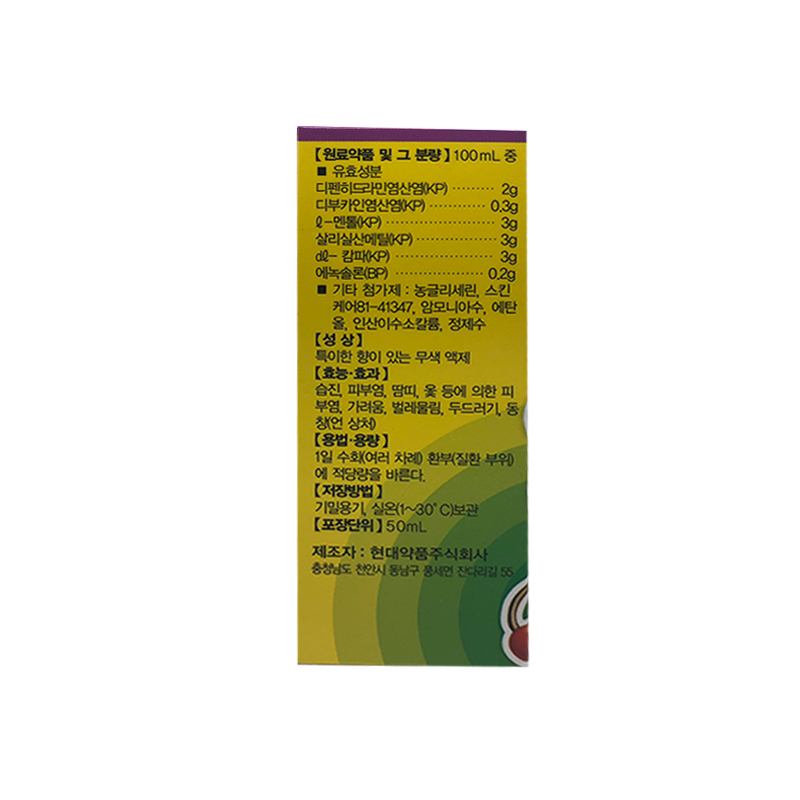 【원료약품 및 그 분량】100mL 중
■ 유효성분
디펜히드라민염산염(KP) ········· 2g
디부카인염산염(KP) ············· 0.3g
ℓ-멘톨(KP) ······················ 3g
살리실산메틸(KP) ················ 3g
dℓ- 캄파(KP) ···················· 3g
에녹솔론(BP) ···················· 0.2g
■ 기타 첨가제 : 농글리세린, 스킨
케어81-41347, 암모니아수, 에탄
올, 인산이수소칼륨, 정제수
【성 상】
특이한 향이 있는 무색 액제
【효능·효과】
습진, 피부염, 땀띠, 옻 등에 의한 피
부염, 가려움, 벌레물림, 두드러기, 동
창(언 상처)
【용법·용량】
1일 수회(여러 차례) 환부(질환 부위)
에 적당량을 바른다.
【저장방법】
기밀용기, 실온(1~30°C)보관
【포장단위】50mL
제조자 : 현대약품주식회사
충청남도 천안시 동남구 풍세면 잔다리길 55